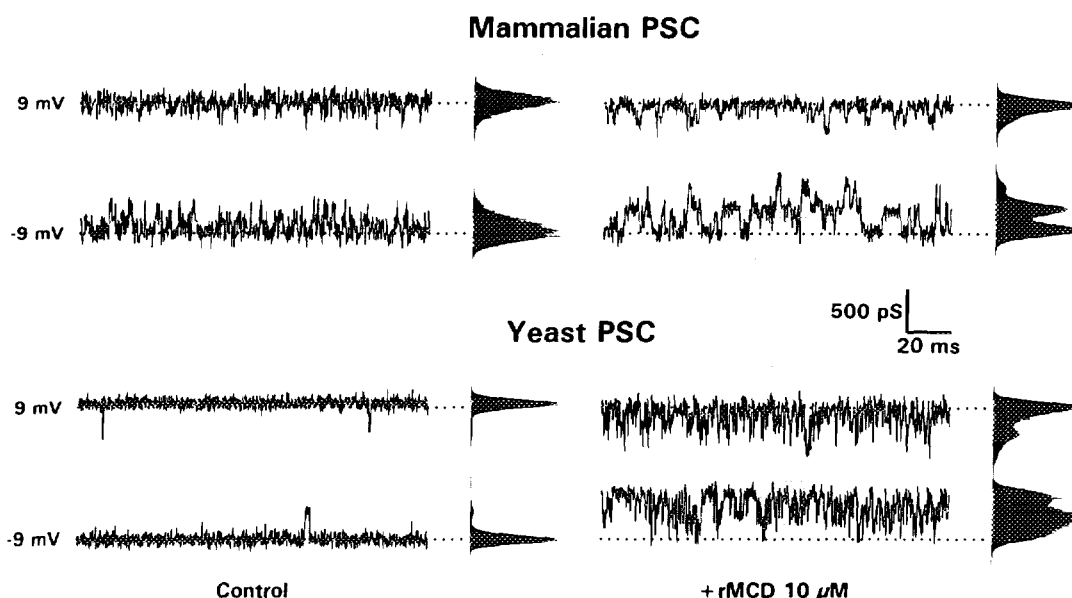 Mammalian PSC
9 mV
-9 mV
500 pS
20 ms
Yeast PSC
9 mV
-9 mV
Control
+ rMCD 10 µM